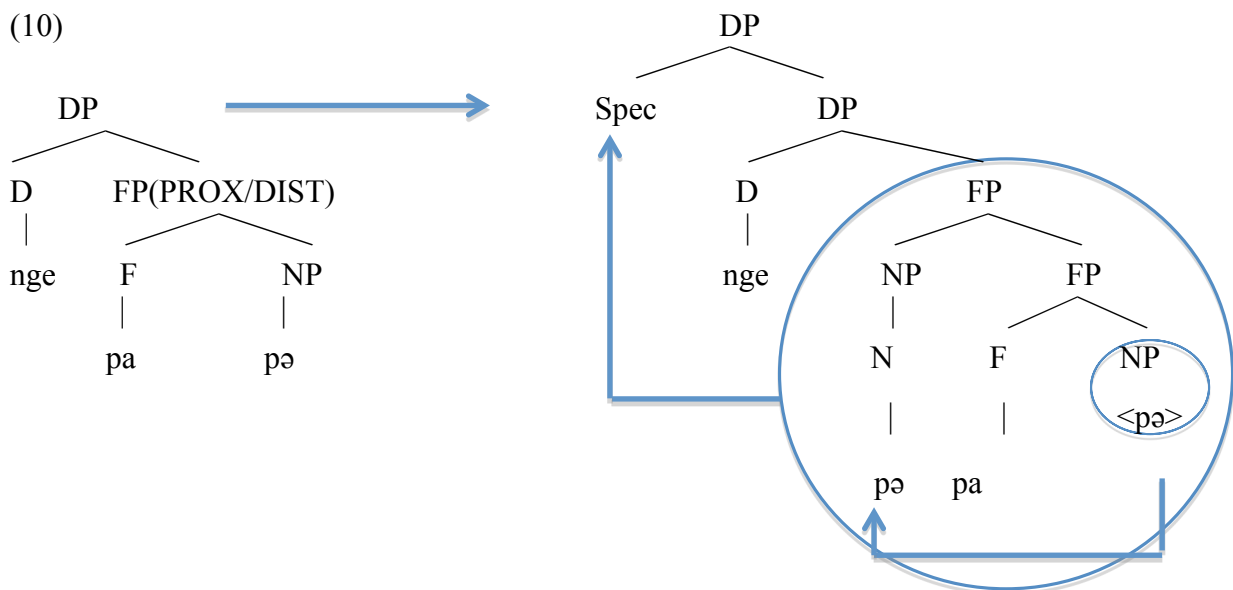 (10)
DP
D FP(PROX/DIST)
nge F NP
pa pə
DP
Spec DP
D FP
nge NP FP
N F NP
<pə>
pə pa